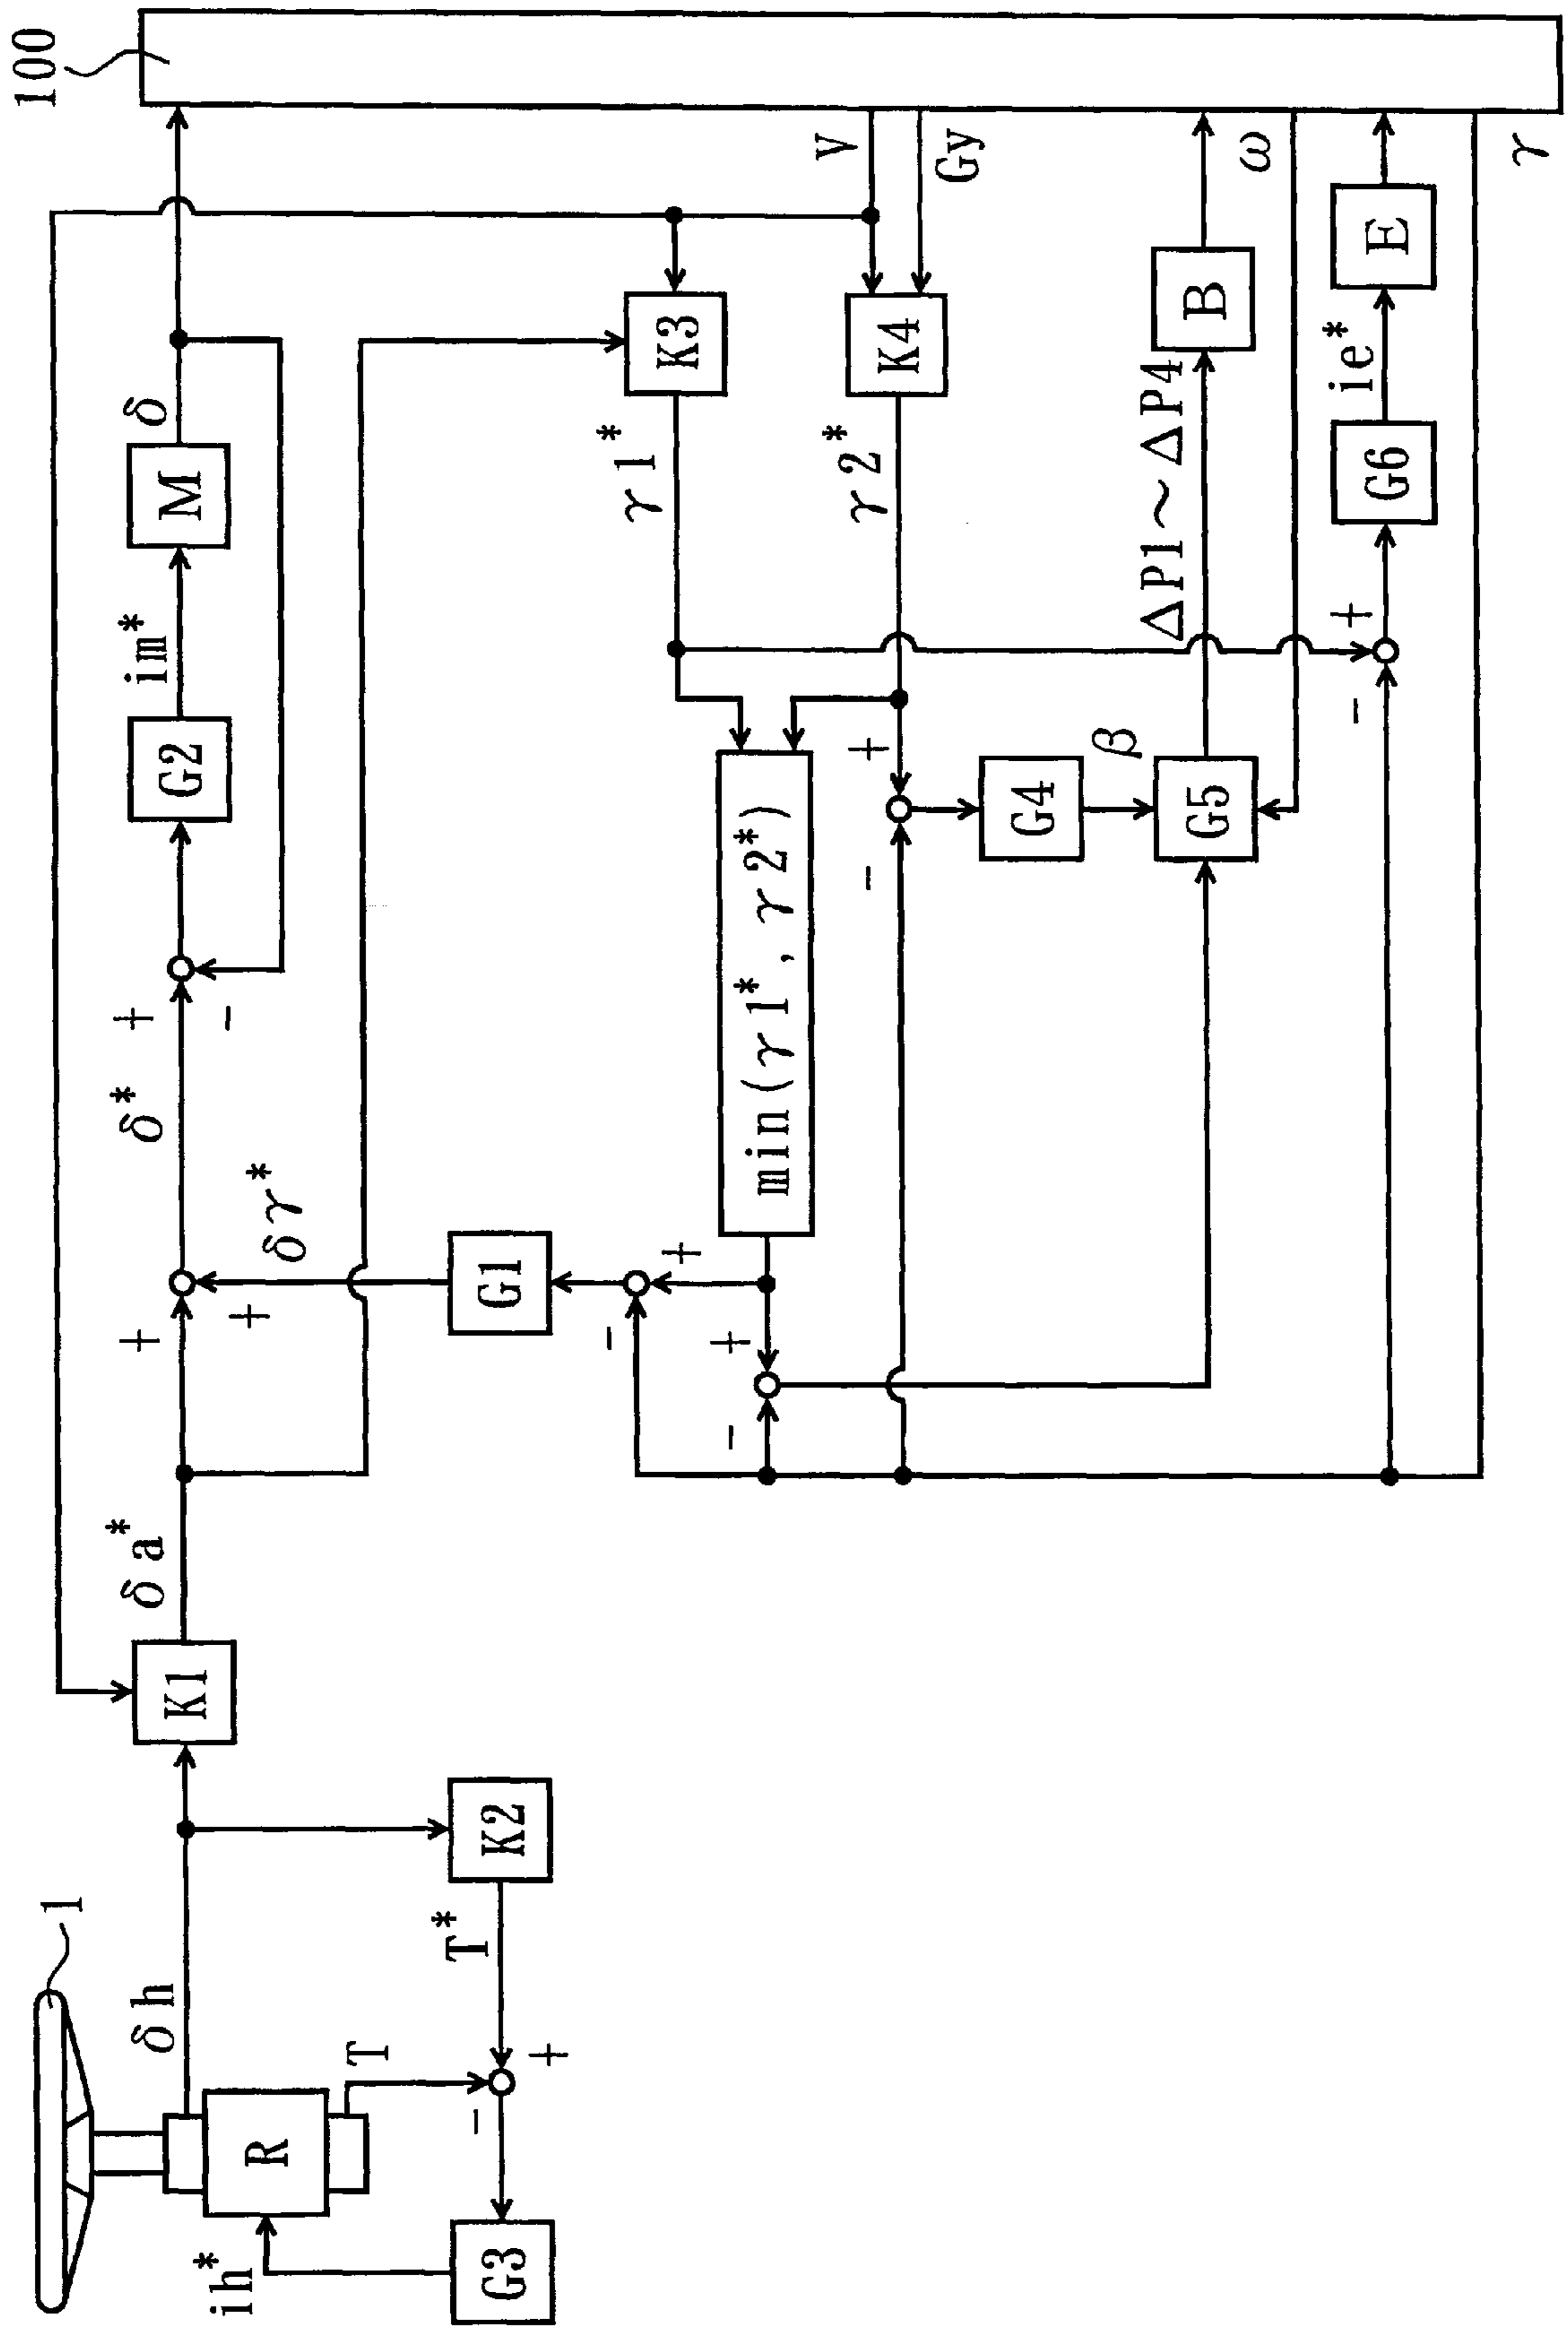 100
1
δh
R
ih*
T
T*
G3
K2
K1
δa*
+
+
δγ*
δ*
+
-
G2
im*
M
δ
G1
-
+
+
-
min(γ1*, γ2*)
γ1*
K3
γ2*
K4
V
Gy
+
-
G4
β
G5
ΔP1~ΔP4
B
ω
+
-
G6
ie*
E
γ
-
+